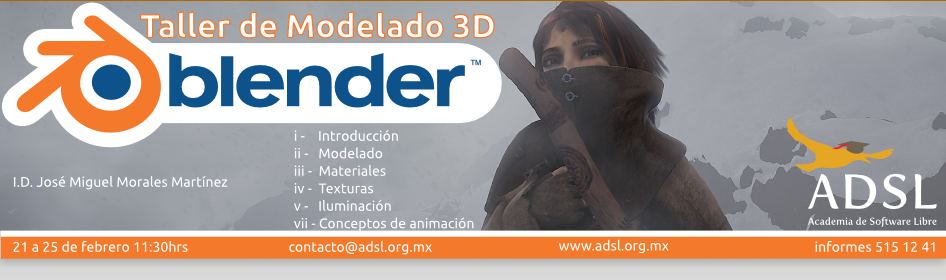 Taller de Modelado 3D
blender™
i - Introducción
ii - Modelado
iii - Materiales
iv - Texturas
v - Iluminación
vii - Conceptos de animación
I.D. José Miguel Morales Martínez
ADSL
Academia de Software Libre
21 a 25 de febrero 11:30hrs
contacto@adsl.org.mx
www.adsl.org.mx
informes 515 12 41